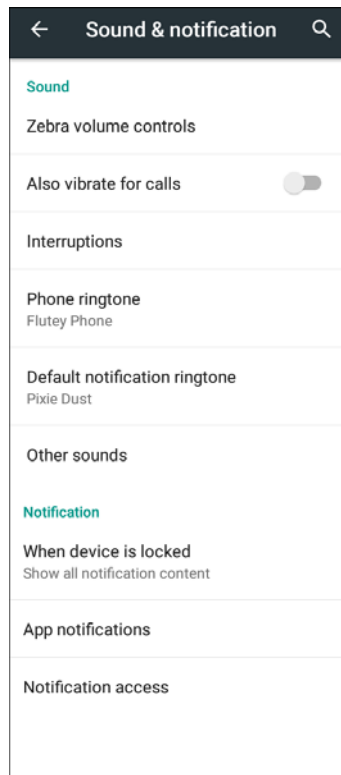 Sound & notification
Sound
Zebra volume controls
Also vibrate for calls
Interruptions
Phone ringtone
Flutey Phone
Default notification ringtone
Pixie Dust
Other sounds
Notification
When device is locked
Show all notification content
App notifications
Notification access